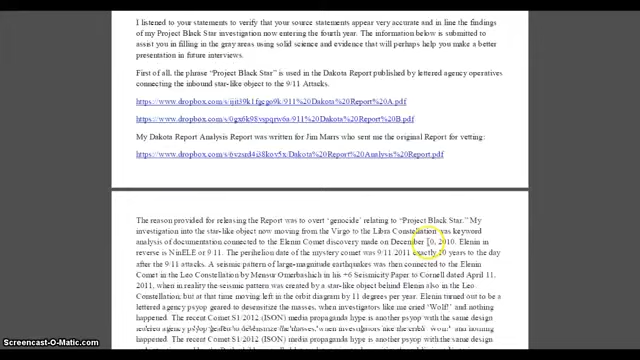 I listened to your statements to verify that your source statements appear very accurate and in line the findings
of my Project Black Star investigation now entering the fourth year. The information below is submitted to
assist you in filling in the gray areas using solid science and evidence that will perhaps help you make a better
presentation in future interviews.
First of all, the phrase “Project Black Star” is used in the Dakota Report published by lettered agency operatives
connecting the inbound star-like object to the 9/11 Attacks.
My Dakota Report Analysis Report was written for Jim Marrs who sent me the original Report for vetting:
The reason provided for releasing the Report was to overt ‘genocide’ relating to “Project Black Star.” My
investigation into the star-like object now moving from the Virgo to the Libra Constellation was keyword
analysis of documentation connected to the Elenin Comet discovery made on December 10, 2010. Elenin in
reverse is NinELE or 9-11. The perihelion date of the mystery comet was 9/11/2011 exactly 10 years to the day
after the 9/11 attacks. A seismic pattern of large-magnitude earthquakes was then connected to the Elenin
Comet in the Leo Constellation by Mensur Omerbashich in his +6 Seismicity Paper to Cornell dated April 11,
2011, when in reality the seismic pattern was created by a star-like object behind Elenin also in the Leo
Constellation, but at that time moving left in the orbit diagram by 11 degrees per year. Elenin turned out to be a
lettered agency psyop geared to desensitize the masses, when investigators like me cried ‘Wolf!’ and nothing
happened. The recent Comet S1/2012 (ISON) media propaganda hype is another psyop with the same design
Screencast-O-Matic.com